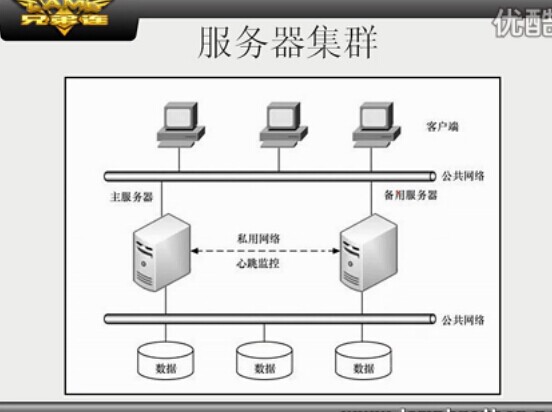 兄弟连
优酷
服务器集群
客户端
公共网络
主服务器
备用服务器
私用网络
心跳监控
公共网络
数据
数据
数据